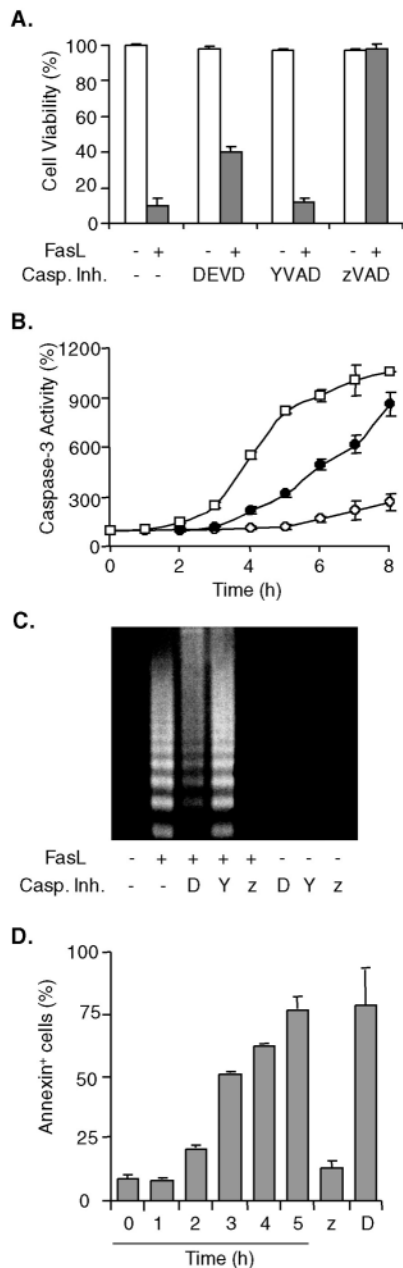 A.
Cell Viability (%)
100
80
60
40
20
0
FasL - + - + - + - +
Casp. Inh. - - DEVD YVAD zVAD
B.
Caspase-3 Activity (%)
1200
900
600
300
0
0 2 4 6 8
Time (h)
C.
FasL - + + + + - - -
Casp. Inh. - - D Y z D Y z
D.
Annexin+ cells (%)
100
75
50
25
0
0 1 2 3 4 5 z D
Time (h)